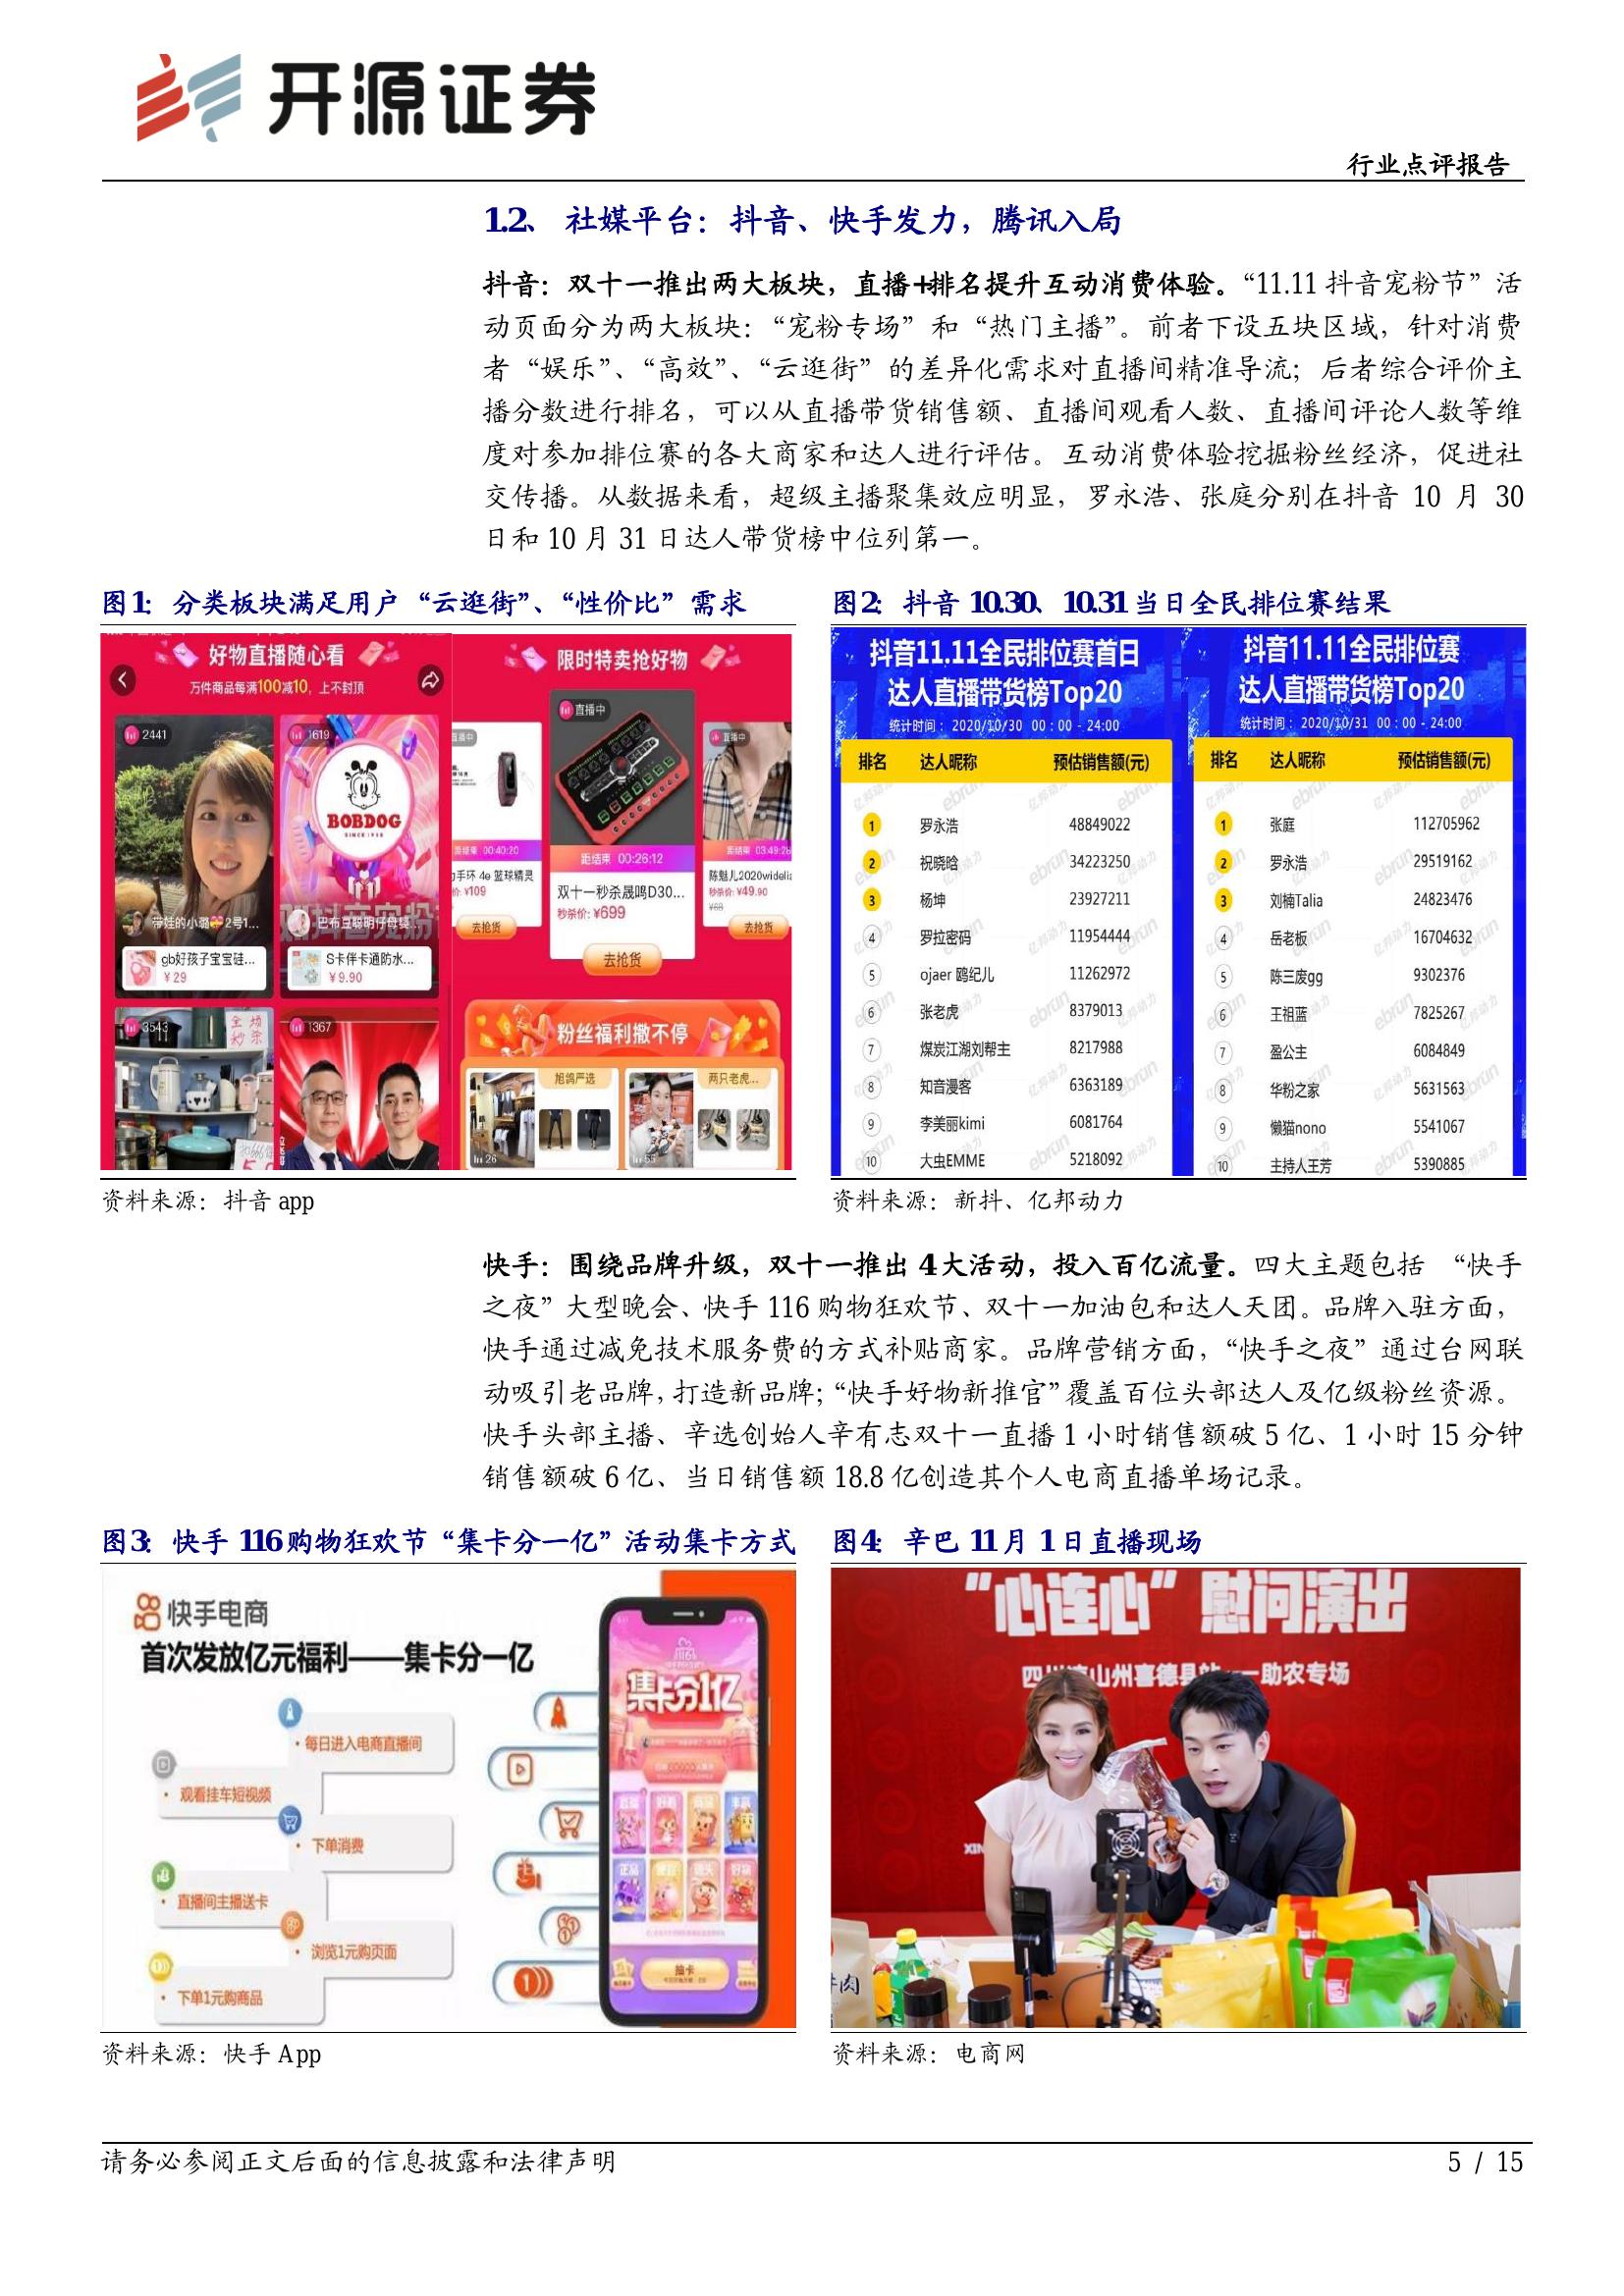 开源证券
行业点评报告
1.2、 社媒平台：抖音、快手发力，腾讯入局
抖音：双十一推出两大板块，直播+排名提升互动消费体验。“11.11 抖音宠粉节”活
动页面分为两大板块：“宠粉专场”和“热门主播”。前者下设五块区域，针对消费
者“娱乐”、“高效”、“云逛街”的差异化需求对直播间精准导流；后者综合评价主
播分数进行排名，可以从直播带货销售额、直播间观看人数、直播间评论人数等维
度对参加排位赛的各大商家和达人进行评估。互动消费体验挖掘粉丝经济，促进社
交传播。从数据来看，超级主播聚集效应明显，罗永浩、张庭分别在抖音 10 月 30
日和 10 月 31 日达人带货榜中位列第一。
图1：分类板块满足用户“云逛街”、“性价比”需求
好物直播随心看
万件商品每满100减10，上不封顶
2441
1619
BOBDOG
SINCE 1958
带娃的小璐💝2号1...
巴布豆聪明仔母婴...
gb好孩子宝宝硅...
¥29
S卡伴卡通防水...
¥9.90
3543
1367
全场
秒杀
限时特卖抢好物
直播中
直播中
直播中
距结束 00:40:20
距结束 00:26:12
距结束 03:49:28
手环 4e 篮球精灵
价: ¥109
去抢货
双十一秒杀晟鸣D30...
秒杀价: ¥699
去抢货
陈魅儿2020wideli
秒杀价: ¥49.90
¥68
去抢货
粉丝福利撒不停
旭鸽严选
两只老虎...
26
55
资料来源：抖音 app
图2：抖音 10.30、10.31 当日全民排位赛结果
抖音11.11全民排位赛首日
达人直播带货榜Top20
统计时间：2020/10/30 00:00 - 24:00
排名 达人昵称 预估销售额(元)
1 罗永浩 48849022
2 祝晓晗 34223250
3 杨坤 23927211
4 罗拉密码 11954444
5 ojaer 鸥纪儿 11262972
6 张老虎 8379013
7 煤炭江湖刘帮主 8217988
8 知音漫客 6363189
9 李美丽kimi 6081764
10 大虫EMME 5218092
抖音11.11全民排位赛
达人直播带货榜Top20
统计时间：2020/10/31 00:00 - 24:00
排名 达人昵称 预估销售额(元)
1 张庭 112705962
2 罗永浩 29519162
3 刘楠Talia 24823476
4 岳老板 16704632
5 陈三废gg 9302376
6 王祖蓝 7825267
7 盈公主 6084849
8 华粉之家 5631563
9 懒猫nono 5541067
10 主持人王芳 5390885
资料来源：新抖、亿邦动力
快手：围绕品牌升级，双十一推出 4 大活动，投入百亿流量。四大主题包括 “快手
之夜”大型晚会、快手 116 购物狂欢节、双十一加油包和达人天团。品牌入驻方面，
快手通过减免技术服务费的方式补贴商家。品牌营销方面，“快手之夜”通过台网联
动吸引老品牌，打造新品牌；“快手好物新推官”覆盖百位头部达人及亿级粉丝资源。
快手头部主播、辛选创始人辛有志双十一直播 1 小时销售额破 5 亿、1 小时 15 分钟
销售额破 6 亿、当日销售额 18.8 亿创造其个人电商直播单场记录。
图3：快手 116 购物狂欢节“集卡分一亿”活动集卡方式
快手电商
首次发放亿元福利——集卡分一亿
• 每日进入电商直播间
• 观看挂车短视频
• 下单消费
• 直播间主播送卡
• 浏览1元购页面
• 下单1元购商品
116
集卡分1亿
抽卡
资料来源：快手 App
图4：辛巴 11 月 1 日直播现场
“心连心”慰问演出
四川凉山州喜德县站——助农专场
XIN
牛肉
资料来源：电商网
请务必参阅正文后面的信息披露和法律声明
5 / 15